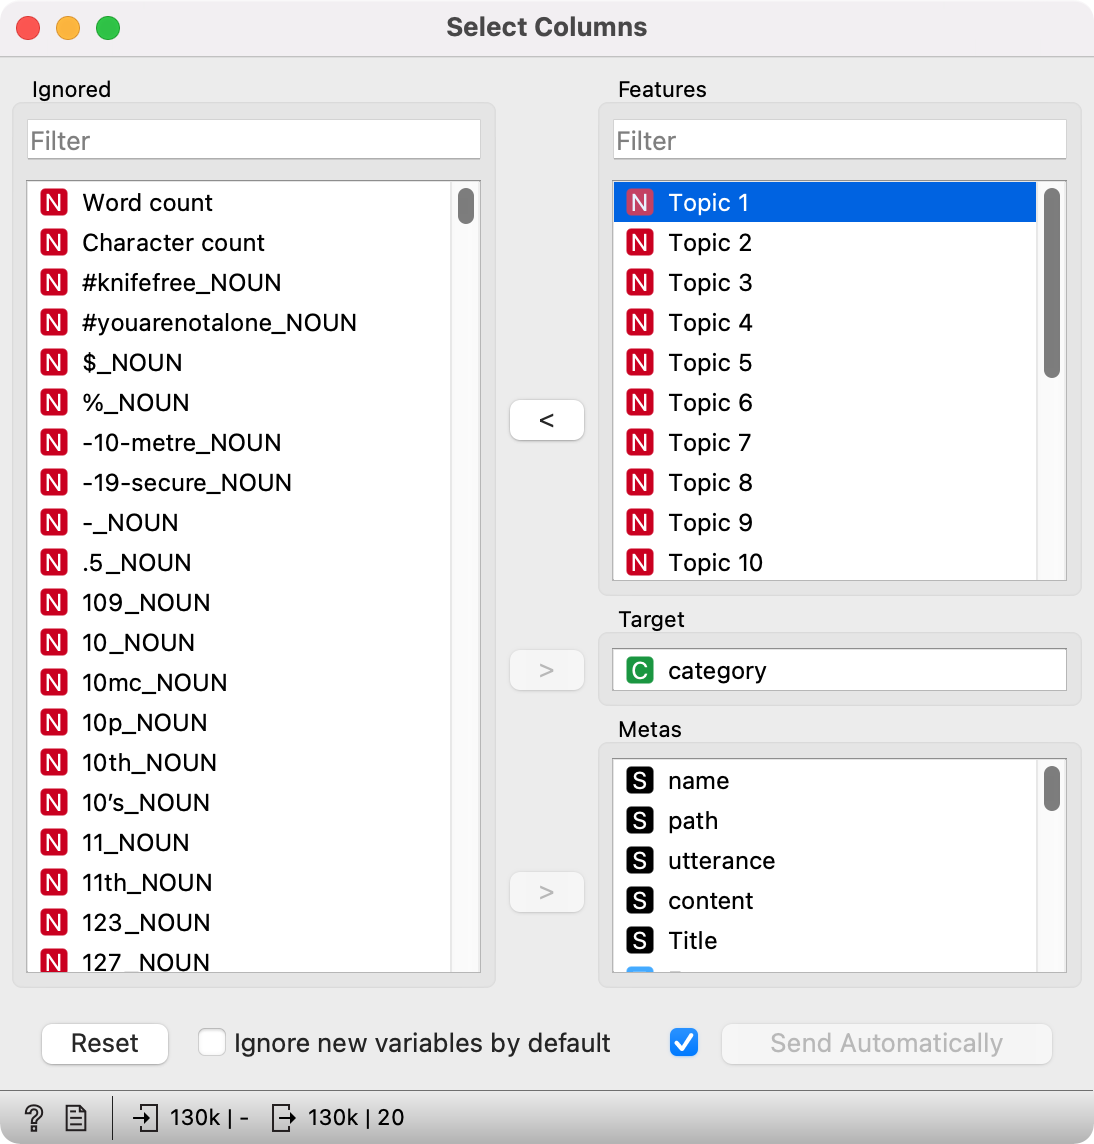 Select Columns
Ignored
Filter
N Word count
N Character count
N #knifefree_NOUN
N #youarenotalone_NOUN
N $_NOUN
N %_NOUN
N -10-metre_NOUN
N -19-secure_NOUN
N -_NOUN
N .5_NOUN
N 109_NOUN
N 10_NOUN
N 10mc_NOUN
N 10p_NOUN
N 10th_NOUN
N 10’s_NOUN
N 11_NOUN
N 11th_NOUN
N 123_NOUN
N 127_NOUN
<
>
>
Features
Filter
N Topic 1
N Topic 2
N Topic 3
N Topic 4
N Topic 5
N Topic 6
N Topic 7
N Topic 8
N Topic 9
N Topic 10
Target
C category
Metas
S name
S path
S utterance
S content
S Title
Reset Ignore new variables by default Send Automatically
? 130k | - 130k | 20